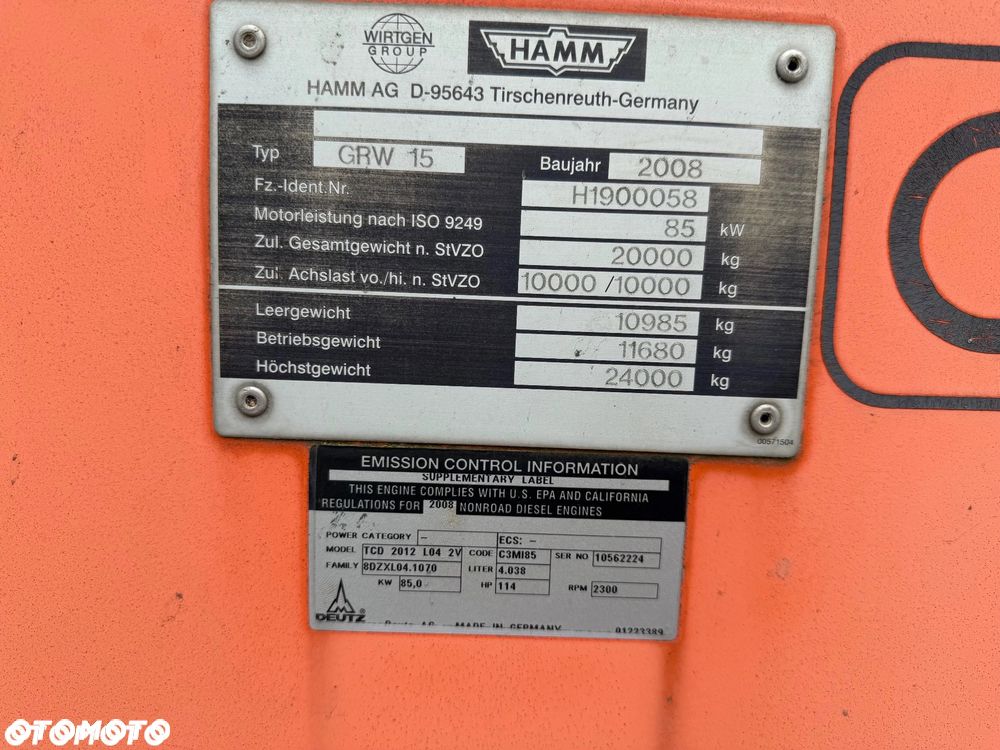 WIRTGEN
GROUP
HAMM
HAMM AG D-95643 Tirschenreuth-Germany
Typ GRW 15 Baujahr 2008
Fz.-Ident.Nr. H1900058
Motorleistung nach ISO 9249 85 kW
Zul. Gesamtgewicht n. StVZO 20000 kg
Zul. Achslast vo./hi. n. StVZO 10000 /10000 kg
Leergewicht 10985 kg
Betriebsgewicht 11680 kg
Höchstgewicht 24000 kg
00571504
EMISSION CONTROL INFORMATION
SUPPLEMENTARY LABEL
THIS ENGINE COMPLIES WITH U.S. EPA AND CALIFORNIA
REGULATIONS FOR 2008 NONROAD DIESEL ENGINES
POWER CATEGORY - ECS: -
MODEL TCD 2012 L04 2V CODE C3MI85 SER NO 10562224
FAMILY 8DZXL04.1070 LITER 4.038
KW 85,0 HP 114 RPM 2300
DEUTZ ®
Deutz AG MADE IN GERMANY 01223389
OTOMOTO